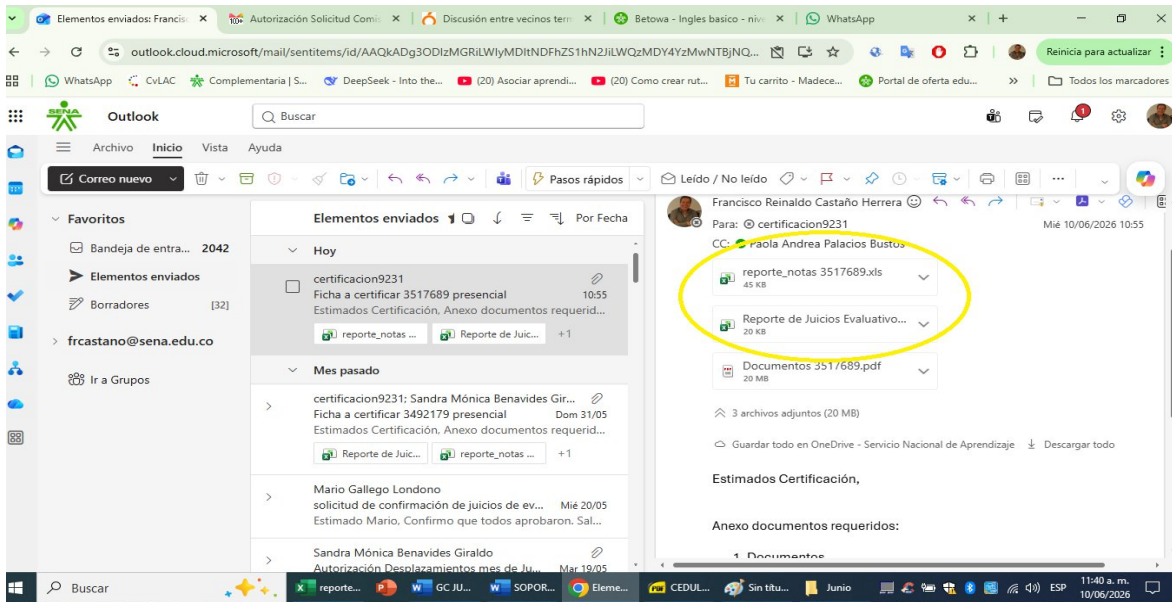 Elementos enviados: Francis
Autorización Solicitud Comi
Discusión entre vecinos term
Betowa - Ingles basico - niv
WhatsApp
outlook.cloud.microsoft/mail/sentitems/id/AAQkADg3ODIzMGRiLWIyMDItNDFhZS1hN2JiLWQzMDY4YzMwNTBjNQ...
Reinicia para actualizar
WhatsApp
CvLAC
Complementaria | S...
DeepSeek - Into the...
(20) Asociar aprendi...
(20) Como crear rut...
Tu carrito - Madece...
Portal de oferta edu...
Todos los marcadores
SENA
Outlook
Buscar
1
Archivo Inicio Vista Ayuda
Correo nuevo
Pasos rápidos
Leído / No leído
Favoritos
Bandeja de entra... 2042
Elementos enviados
Borradores [32]
frcastano@sena.edu.co
Ir a Grupos
Elementos enviados
Por Fecha
Hoy
certificacion9231
Ficha a certificar 3517689 presencial 10:55
Estimados Certificación, Anexo documentos requerid...
reporte_notas ...
Reporte de Juic...
+1
Mes pasado
certificacion9231; Sandra Mónica Benavides Gir...
Ficha a certificar 3492179 presencial Dom 31/05
Estimados Certificación, Anexo documentos requerid...
Reporte de Juic...
reporte_notas ...
+1
Mario Gallego Londono
solicitud de confirmación de juicios de ev... Mié 20/05
Estimado Mario, Confirmo que todos aprobaron. Sal...
Sandra Mónica Benavides Giraldo
Autorización Desplazamientos mes de Ju... Mar 19/05
Francisco Reinaldo Castaño Herrera
Para: certificacion9231
Mié 10/06/2026 10:55
CC: Paola Andrea Palacios Bustos
reporte_notas 3517689.xls
45 KB
Reporte de Juicios Evaluativo...
20 KB
Documentos 3517689.pdf
20 MB
3 archivos adjuntos (20 MB)
Guardar todo en OneDrive - Servicio Nacional de Aprendizaje
Descargar todo
Estimados Certificación,
Anexo documentos requeridos:
1. Documentos
Buscar
reporte...
GC JU...
SOPOR...
Eleme...
CEDUL...
Sin títu...
Junio
ESP
11:40 a. m.
10/06/2026